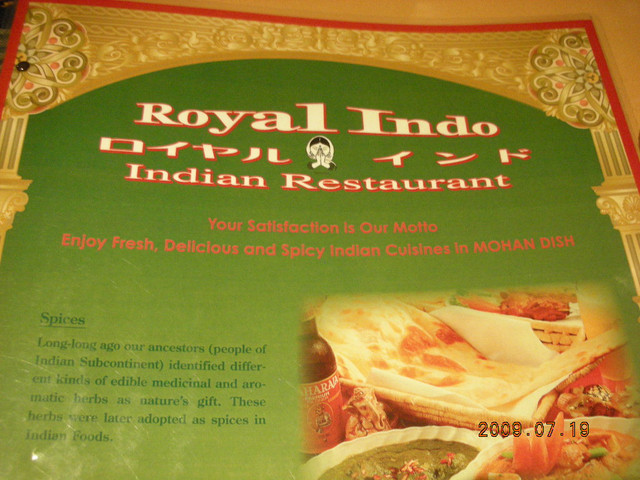 Royal Indo
ロイヤル インド
Indian Restaurant
Your Satisfaction is Our Motto
Enjoy Fresh, Delicious and Spicy Indian Cuisines in MOHAN DISH
Spices
Long-long ago our ancestors (people of
Indian Subcontinent) identified differ-
ent kinds of edible medicinal and aro-
matic herbs as nature's gift. These
herbs were later adopted as spices in
Indian Foods.
2009.07.19